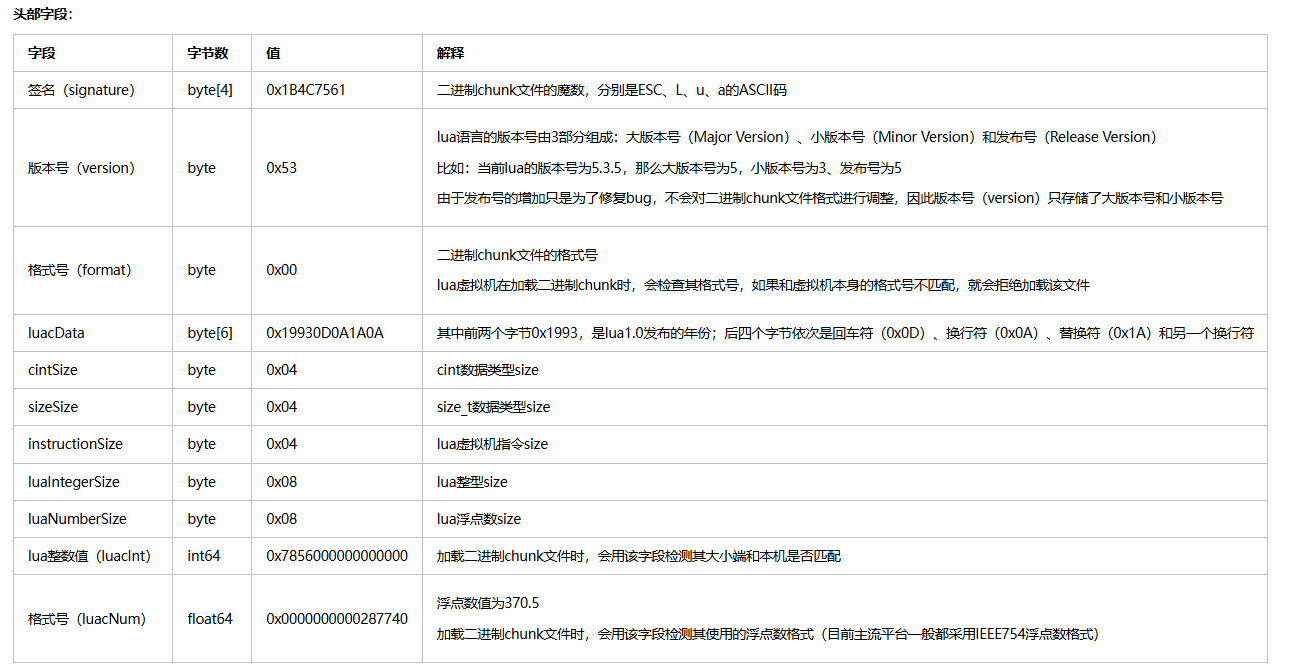 头部字段：
字段 字节数 值 解释
签名（signature） byte[4] 0x1B4C7561 二进制chunk文件的魔数，分别是ESC、L、u、a的ASCII码
lua语言的版本号由3部分组成：大版本号（Major Version）、小版本号（Minor Version）和发布号（Release Version）
版本号（version） byte 0x53 比如：当前lua的版本号为5.3.5，那么大版本号为5，小版本号为3、发布号为5
由于发布号的增加只是为了修复bug，不会对二进制chunk文件格式进行调整，因此版本号（version）只存储了大版本号和小版本号
格式号（format） byte 0x00 二进制chunk文件的格式号
lua虚拟机在加载二进制chunk时，会检查其格式号，如果和虚拟机本身的格式号不匹配，就会拒绝加载该文件
luacData byte[6] 0x19930D0A1A0A 其中前两个字节0x1993，是lua1.0发布的年份；后四个字节依次是回车符（0x0D）、换行符（0x0A）、替换符（0x1A）和另一个换行符
cintSize byte 0x04 cint数据类型size
sizeSize byte 0x04 size_t数据类型size
instructionSize byte 0x04 lua虚拟机指令size
luaIntegerSize byte 0x08 lua整型size
luaNumberSize byte 0x08 lua浮点数size
lua整数值（luacInt） int64 0x7856000000000000 加载二进制chunk文件时，会用该字段检测其大小端和本机是否匹配
格式号（luacNum） float64 0x0000000000287740 浮点数值为370.5
加载二进制chunk文件时，会用该字段检测其使用的浮点数格式（目前主流平台一般都采用IEEE754浮点数格式）